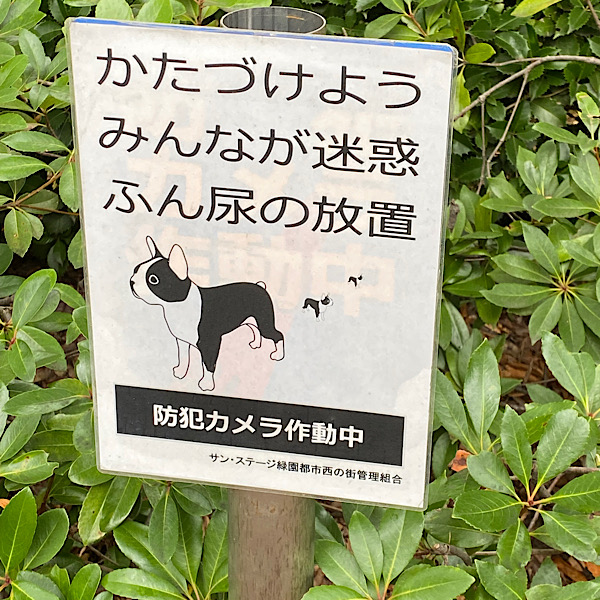 かたづけよう
みんなが迷惑
ふん尿の放置
防犯カメラ作動中
サン・ステージ緑園都市西の街管理組合